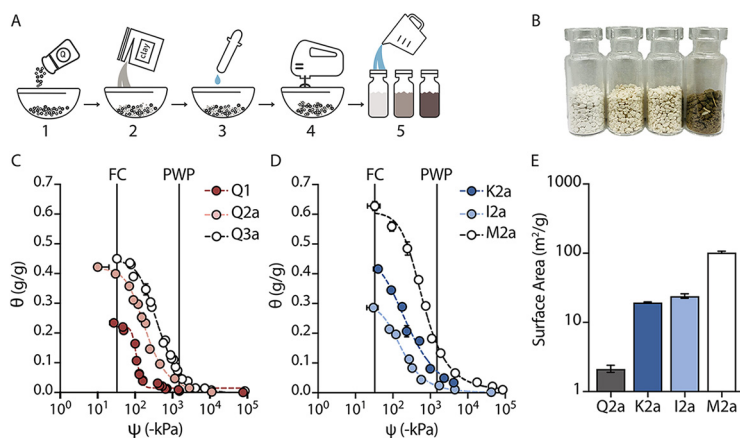 A
B
Q
clay
1
2
3
4
5
C
FC
PWP
0.7
0.6
0.5
0.4
0.3
0.2
0.1
0.0
θ (g/g)
Q1
Q2a
Q3a
10⁰ 10¹ 10² 10³ 10⁴ 10⁵
Ψ (-kPa)
D
FC
PWP
0.7
0.6
0.5
0.4
0.3
0.2
0.1
0.0
θ (g/g)
K2a
I2a
M2a
10⁰ 10¹ 10² 10³ 10⁴ 10⁵
Ψ (-kPa)
E
Surface Area (m²/g)
1000
100
10
1
Q2a K2a I2a M2a